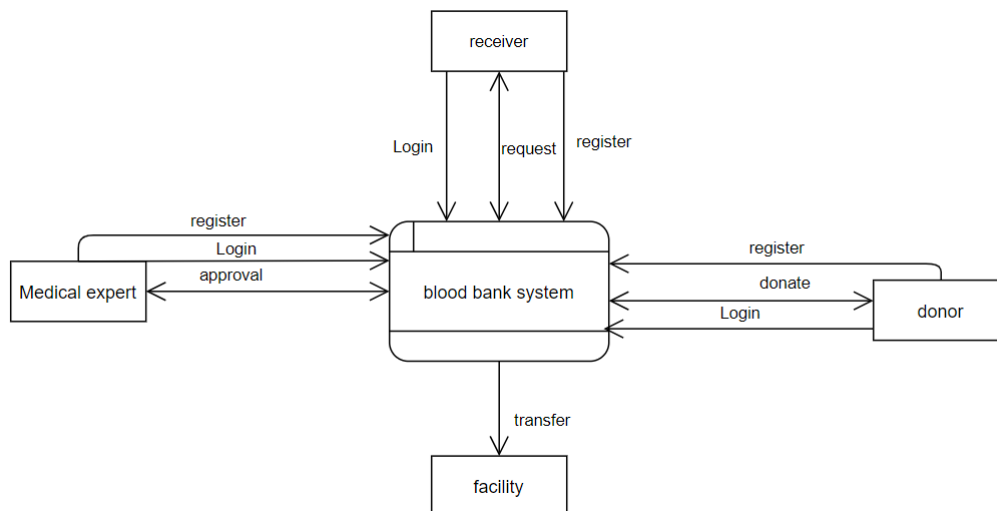 receiver
Login
request
register
register
Login
approval
Medical expert
blood bank system
register
donate
Login
donor
transfer
facility